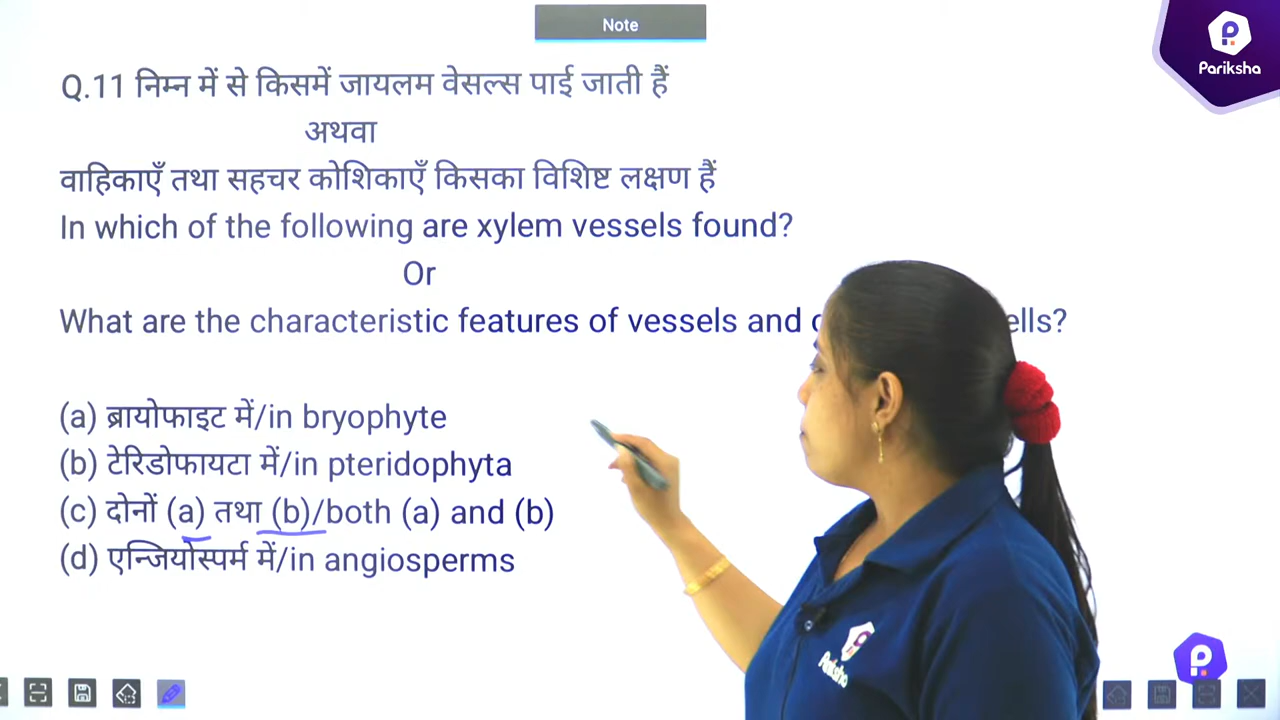 Note
Pariksha
Q.11 निम्न में से किसमें जायलम वेसल्स पाई जाती हैं
अथवा
वाहिकाएँ तथा सहचर कोशिकाएँ किसका विशिष्ट लक्षण हैं
In which of the following are xylem vessels found?
Or
What are the characteristic features of vessels and ells?
(a) ब्रायोफाइट में/in bryophyte
(b) टेरिडोफायटा में/in pteridophyta
(c) दोनों (a) तथा (b)/both (a) and (b)
(d) एन्जियोस्पर्म में/in angiosperms
Pariksha